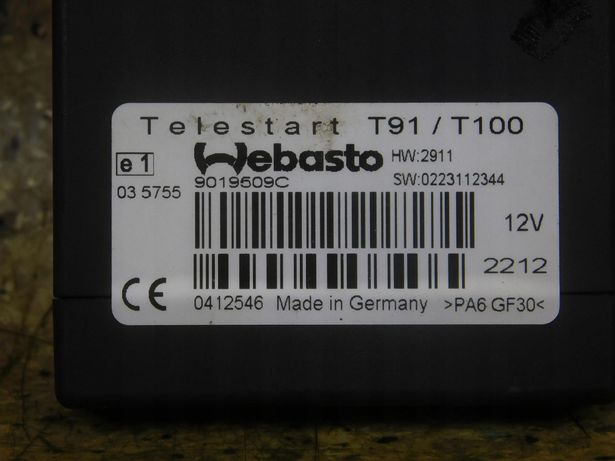 Telestart T91 / T100
e1 Webasto HW:2911
03 5755 9019509C SW:0223112344
12V
2212
CE 0412546 Made in Germany >PA6 GF30<